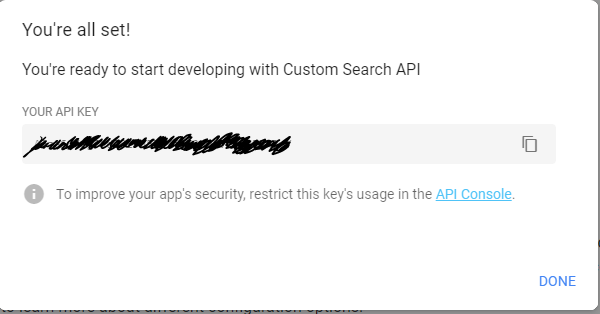 You're all set!
You're ready to start developing with Custom Search API
YOUR API KEY
To improve your app's security, restrict this key's usage in the API Console.
DONE
to learn more about different configuration options.